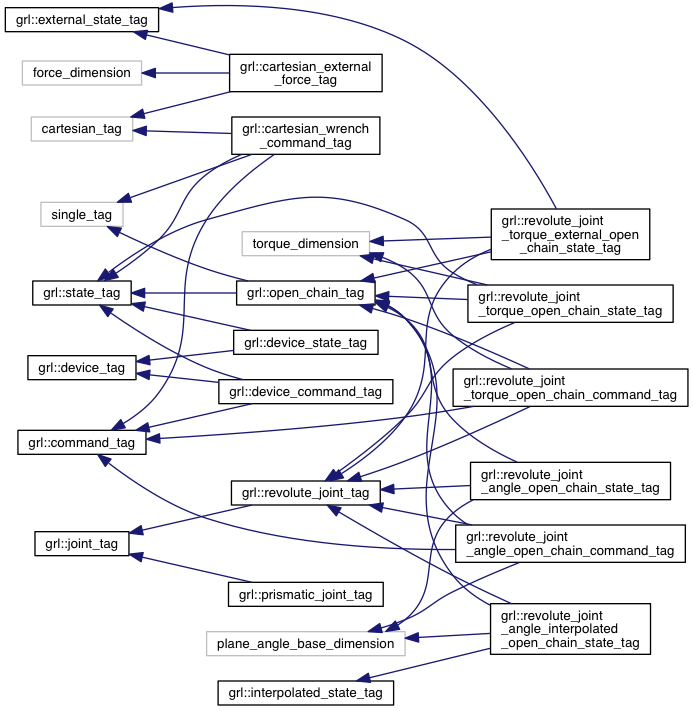 grl::external_state_tag
force_dimension
grl::cartesian_external
_force_tag
cartesian_tag
grl::cartesian_wrench
_command_tag
single_tag
torque_dimension
grl::revolute_joint
_torque_external_open
_chain_state_tag
grl::state_tag
grl::open_chain_tag
grl::revolute_joint
_torque_open_chain_state_tag
grl::device_state_tag
grl::device_tag
grl::device_command_tag
grl::revolute_joint
_torque_open_chain_command_tag
grl::command_tag
grl::revolute_joint_tag
grl::revolute_joint
_angle_open_chain_state_tag
grl::joint_tag
grl::revolute_joint
_angle_open_chain_command_tag
grl::prismatic_joint_tag
plane_angle_base_dimension
grl::revolute_joint
_angle_interpolated
_open_chain_state_tag
grl::interpolated_state_tag